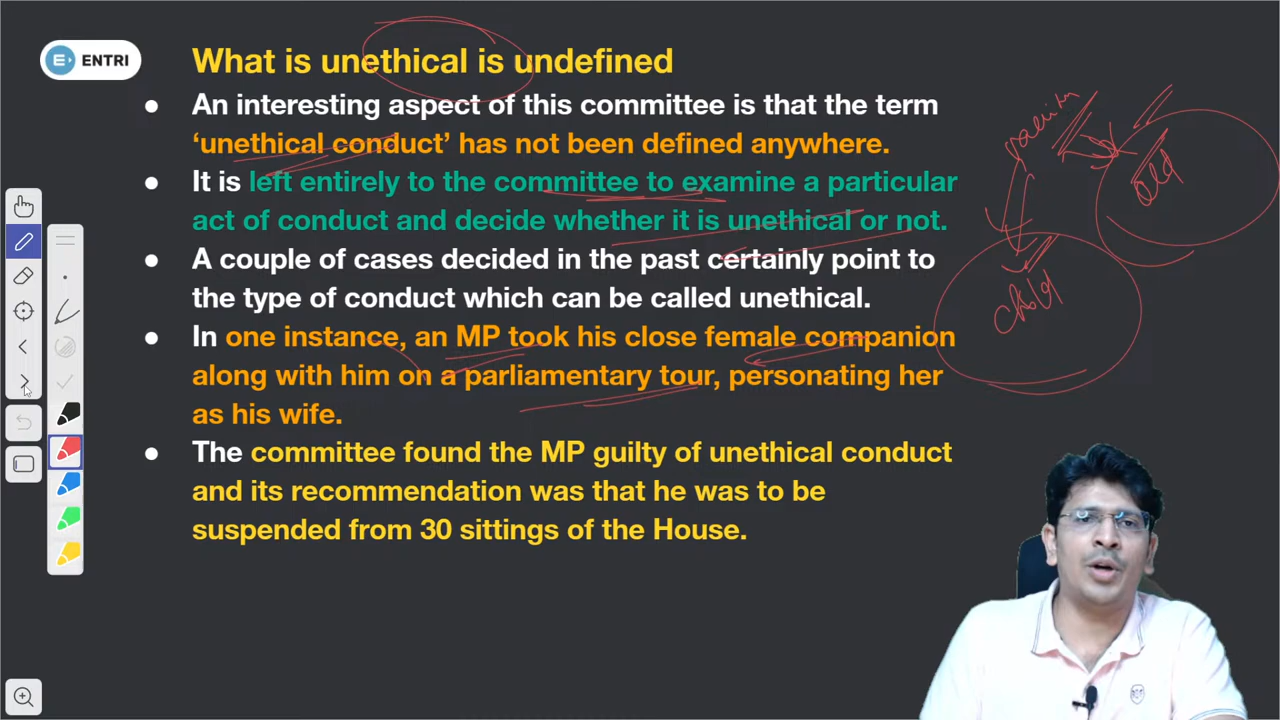 ENTRI
What is unethical is undefined
● An interesting aspect of this committee is that the term
‘unethical conduct’ has not been defined anywhere.
● It is left entirely to the committee to examine a particular
act of conduct and decide whether it is unethical or not.
● A couple of cases decided in the past certainly point to
the type of conduct which can be called unethical.
● In one instance, an MP took his close female companion
along with him on a parliamentary tour, personating her
as his wife.
● The committee found the MP guilty of unethical conduct
and its recommendation was that he was to be
suspended from 30 sittings of the House.
old
child